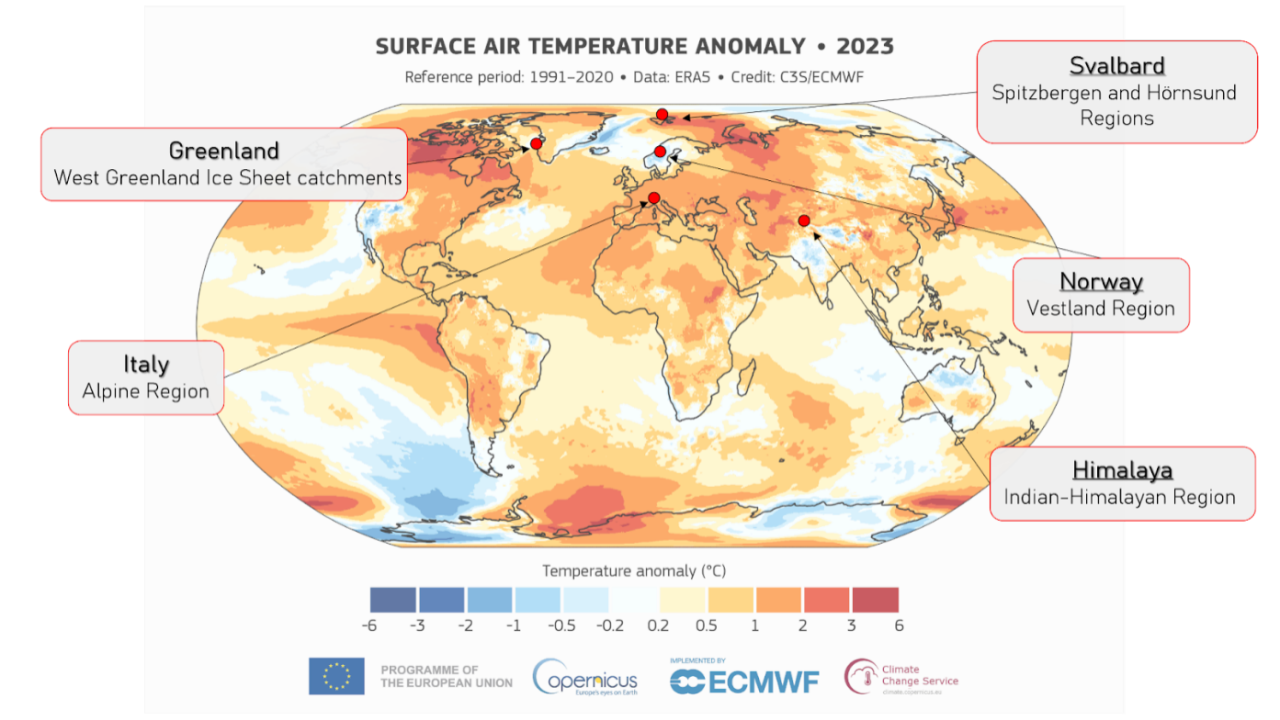 SURFACE AIR TEMPERATURE ANOMALY • 2023
Reference period: 1991–2020 • Data: ERA5 • Credit: C3S/ECMWF
Svalbard
Spitzbergen and Hörnsund
Regions
Greenland
West Greenland Ice Sheet catchments
Norway
Vestland Region
Italy
Alpine Region
Himalaya
Indian-Himalayan Region
Temperature anomaly (°C)
-6 -3 -2 -1 -0.5 -0.2 0.2 0.5 1 2 3 6
PROGRAMME OF
THE EUROPEAN UNION
Opernicus
Europe's eyes on Earth
IMPLEMENTED BY
ECMWF
Climate
Change Service
climate.copernicus.eu